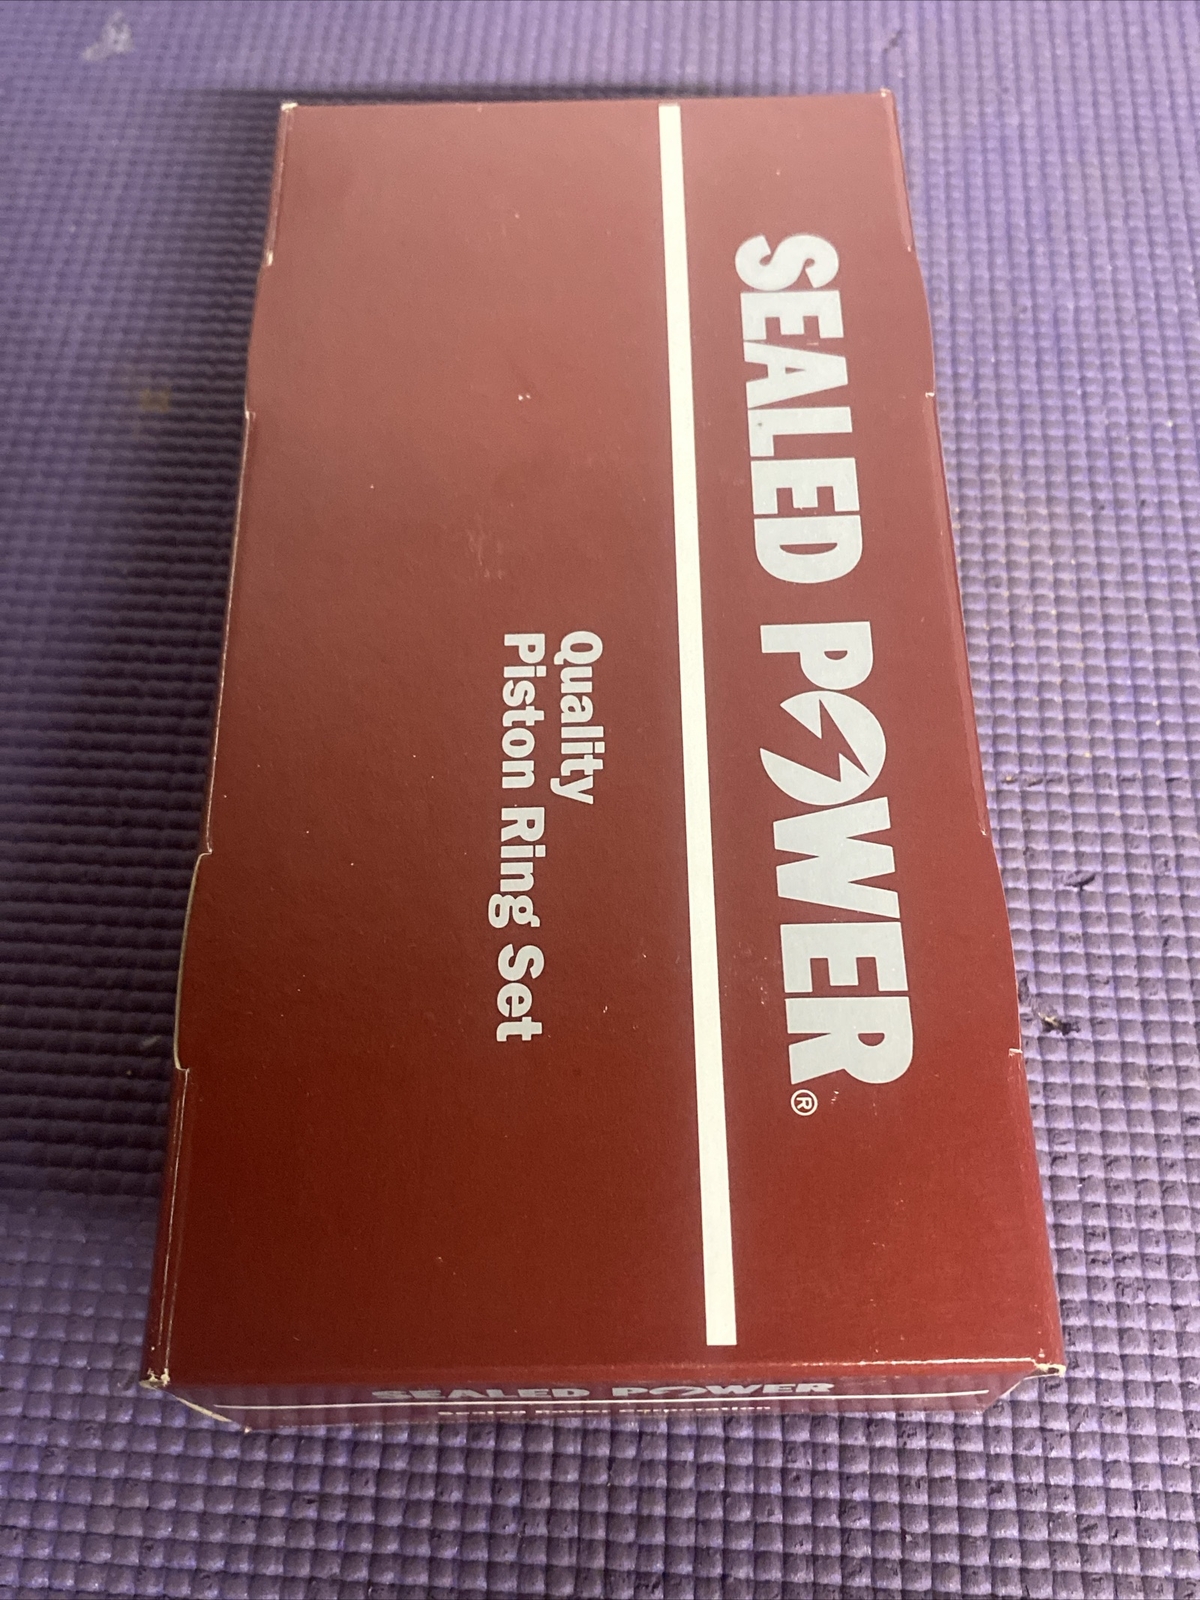 SEALED POWER®
Quality
Piston Ring Set
SEALED POWER